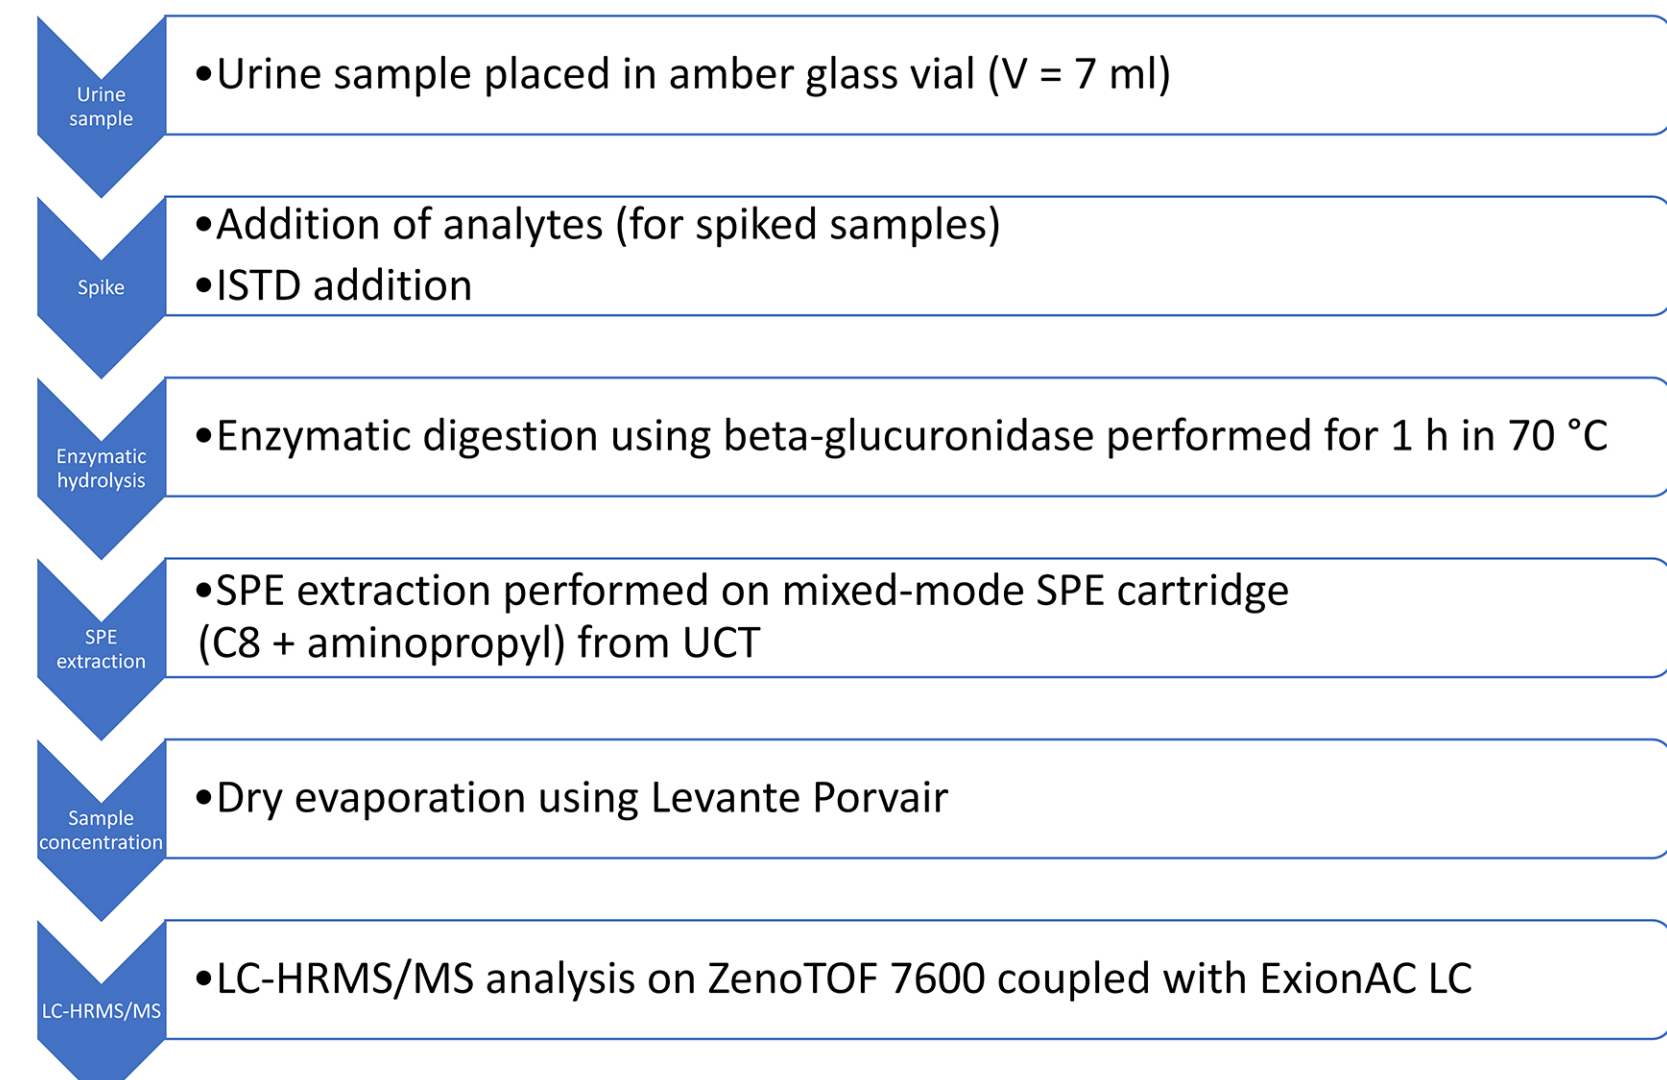 Urine
sample
•Urine sample placed in amber glass vial (V = 7 ml)
Spike
•Addition of analytes (for spiked samples)
•ISTD addition
Enzymatic
hydrolysis
•Enzymatic digestion using beta-glucuronidase performed for 1 h in 70 °C
SPE
extraction
•SPE extraction performed on mixed-mode SPE cartridge
(C8 + aminopropyl) from UCT
Sample
concentration
•Dry evaporation using Levante Porvair
LC-HRMS/MS
•LC-HRMS/MS analysis on ZenoTOF 7600 coupled with ExionAC LC